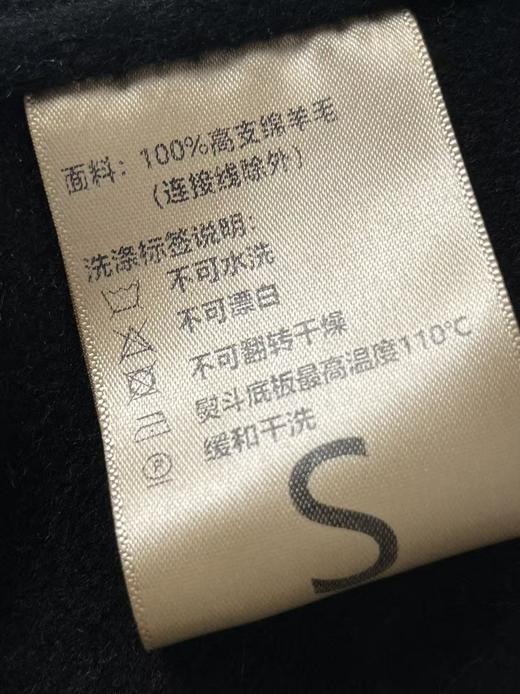 面料：100%高支绵羊毛
（连接线除外）
洗涤标签说明：
不可水洗
不可漂白
不可翻转干燥
熨斗底板最高温度110℃
Ⓟ 缓和干洗
S